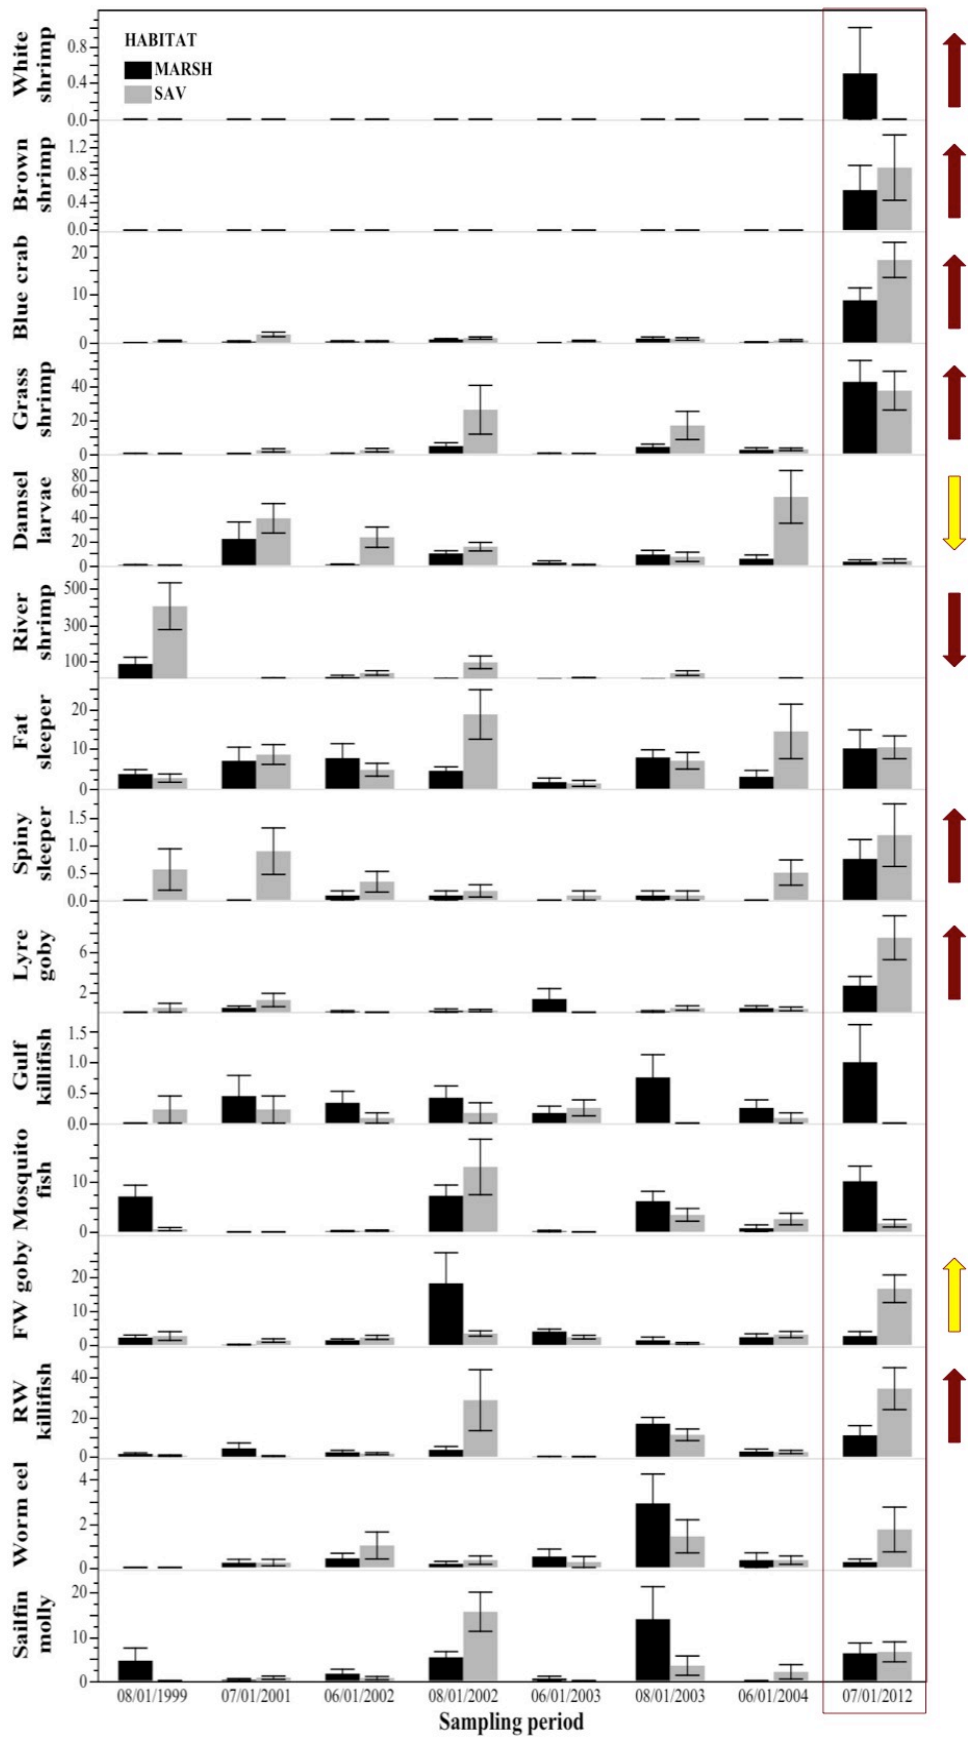 HABITAT
MARSH
SAV
White
shrimp
0.8
0.4
0.0
Brown
shrimp
1.2
0.8
0.4
0.0
Blue crab
20
10
0
Grass
shrimp
40
20
0
Damsel
larvae
80
60
40
20
0
River
shrimp
500
300
100
Fat
sleeper
20
10
0
Spiny
sleeper
1.5
1.0
0.5
0.0
Lyre
goby
6
2
Gulf
killifish
1.5
1.0
0.5
0.0
Mosquito
fish
10
0
FW goby
20
10
0
RW
killifish
40
20
0
Worm eel
4
2
0
Sailfin
molly
20
10
0
08/01/1999 07/01/2001 06/01/2002 08/01/2002 06/01/2003 08/01/2003 06/01/2004 07/01/2012
Sampling period